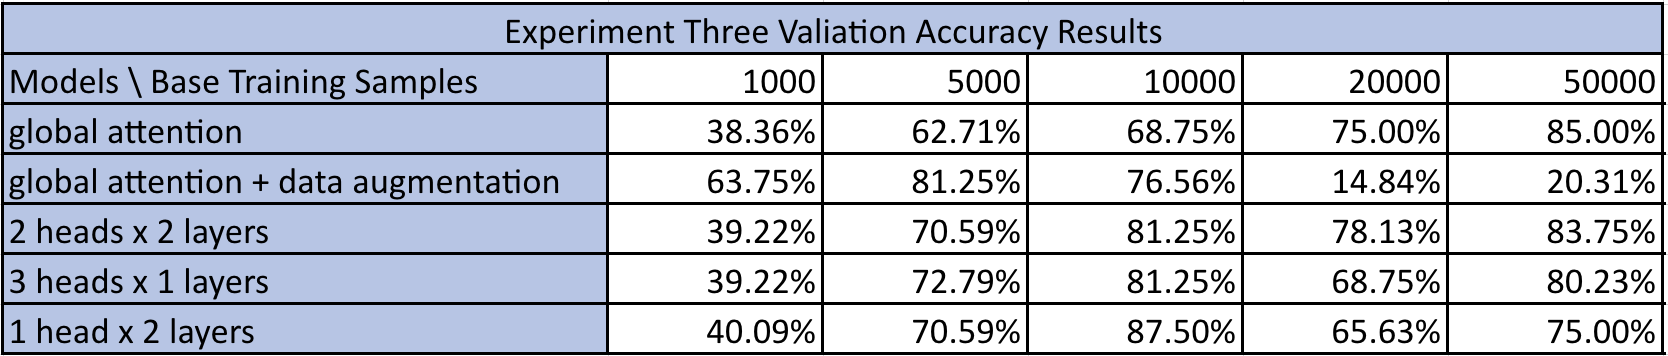 Experiment Three Valiation Accuracy Results
Models \ Base Training Samples 1000 5000 10000 20000 50000
global attention 38.36% 62.71% 68.75% 75.00% 85.00%
global attention + data augmentation 63.75% 81.25% 76.56% 14.84% 20.31%
2 heads x 2 layers 39.22% 70.59% 81.25% 78.13% 83.75%
3 heads x 1 layers 39.22% 72.79% 81.25% 68.75% 80.23%
1 head x 2 layers 40.09% 70.59% 87.50% 65.63% 75.00%